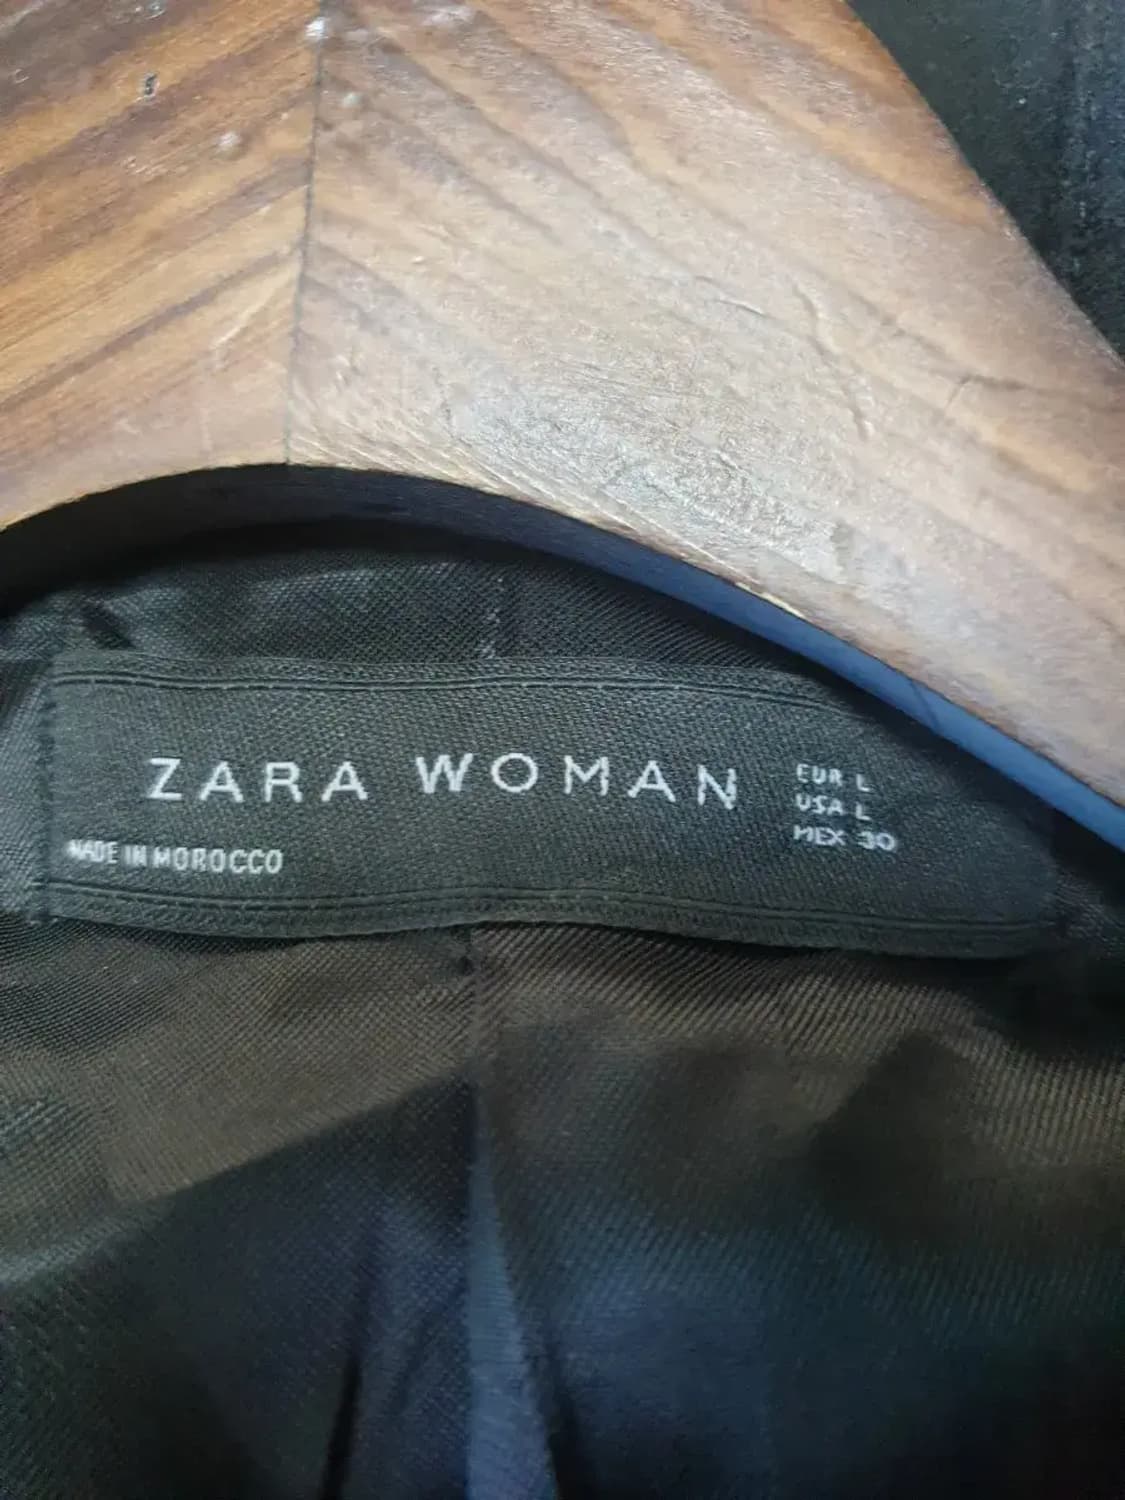 ZARA WOMAN
EUR L
USA L
MEX 30
MADE IN MOROCCO